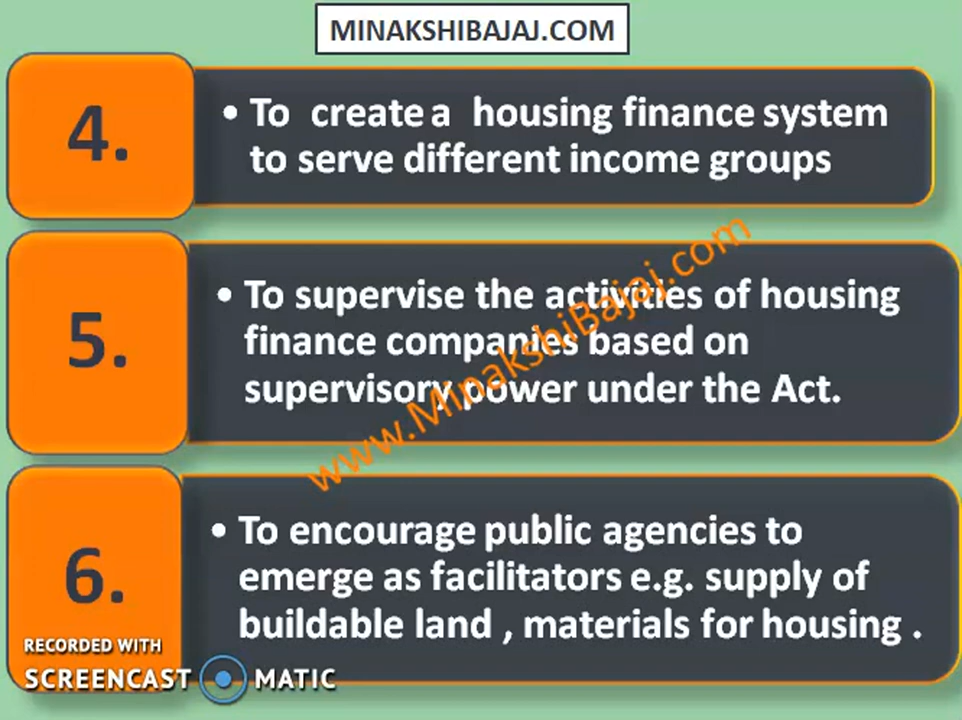 MINAKSHIBAJAJ.COM
4.
• To create a housing finance system
to serve different income groups
5.
• To supervise the activities of housing
finance companies based on
supervisory power under the Act.
www.MinakshiBajaj.com
6.
• To encourage public agencies to
emerge as facilitators e.g. supply of
buildable land , materials for housing .
RECORDED WITH
SCREENCAST MATIC